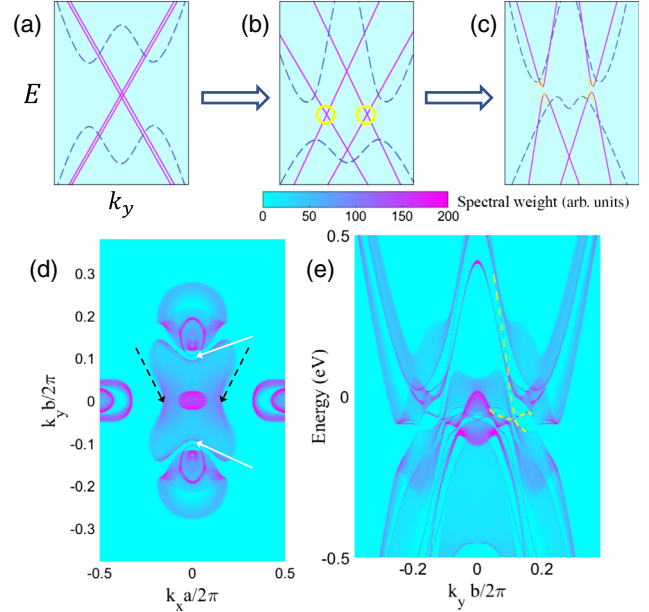 (a)
(b)
(c)
E
k_y
0
50
100
150
200
Spectral weight (arb. units)
(d)
(e)
k_y b/2π
0.3
0.2
0.1
0
-0.1
-0.2
-0.3
-0.5
0
0.5
k_x a/2π
Energy (eV)
0.5
0
-0.5
-0.2
0
0.2
k_y b/2π